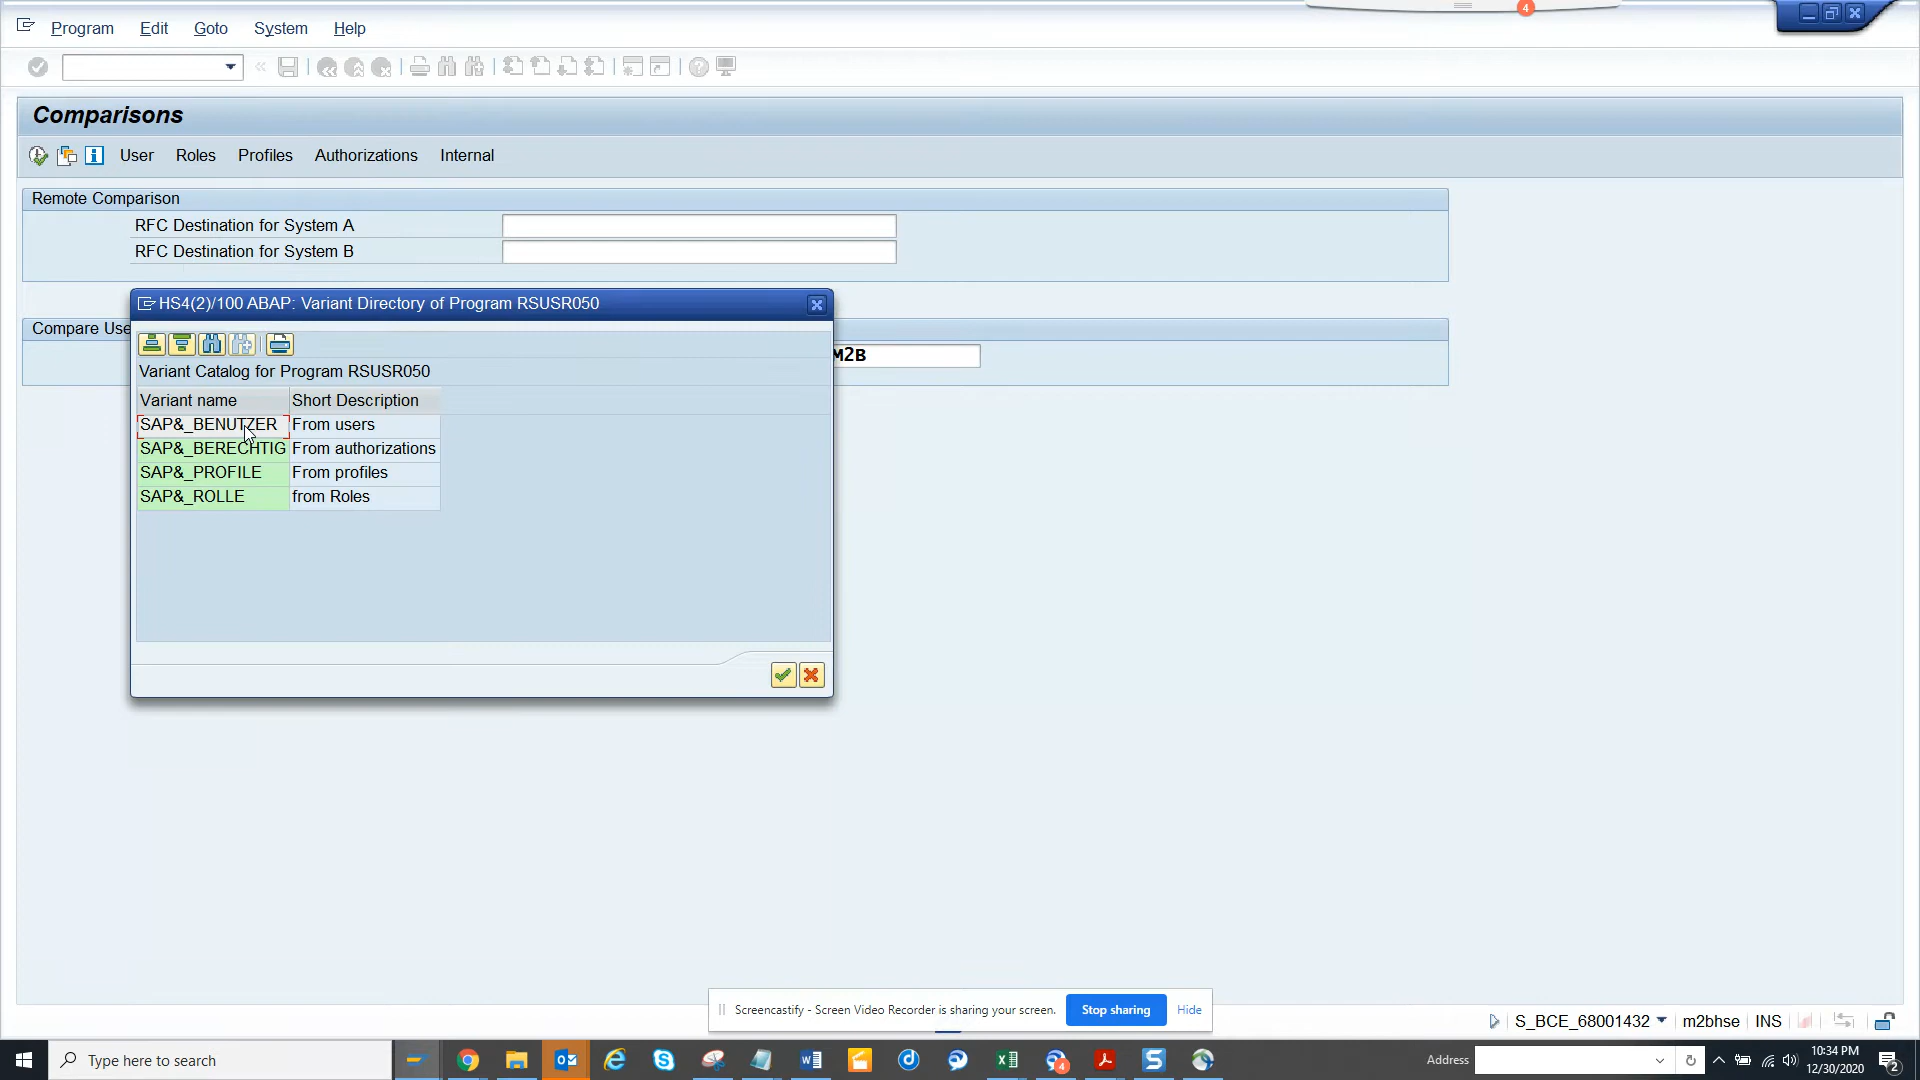 4
Program Edit Goto System Help
Comparisons
User Roles Profiles Authorizations Internal
Remote Comparison
RFC Destination for System A
RFC Destination for System B
HS4(2)/100 ABAP: Variant Directory of Program RSUSR050
Compare Use
M2B
Variant Catalog for Program RSUSR050
Variant name Short Description
SAP&_BENUTZER From users
SAP&_BERECHTIG From authorizations
SAP&_PROFILE From profiles
SAP&_ROLLE from Roles
Screencastify - Screen Video Recorder is sharing your screen. Stop sharing Hide
S_BCE_68001432 m2bhse INS
Type here to search
4
Address
10:34 PM
12/30/2020
2